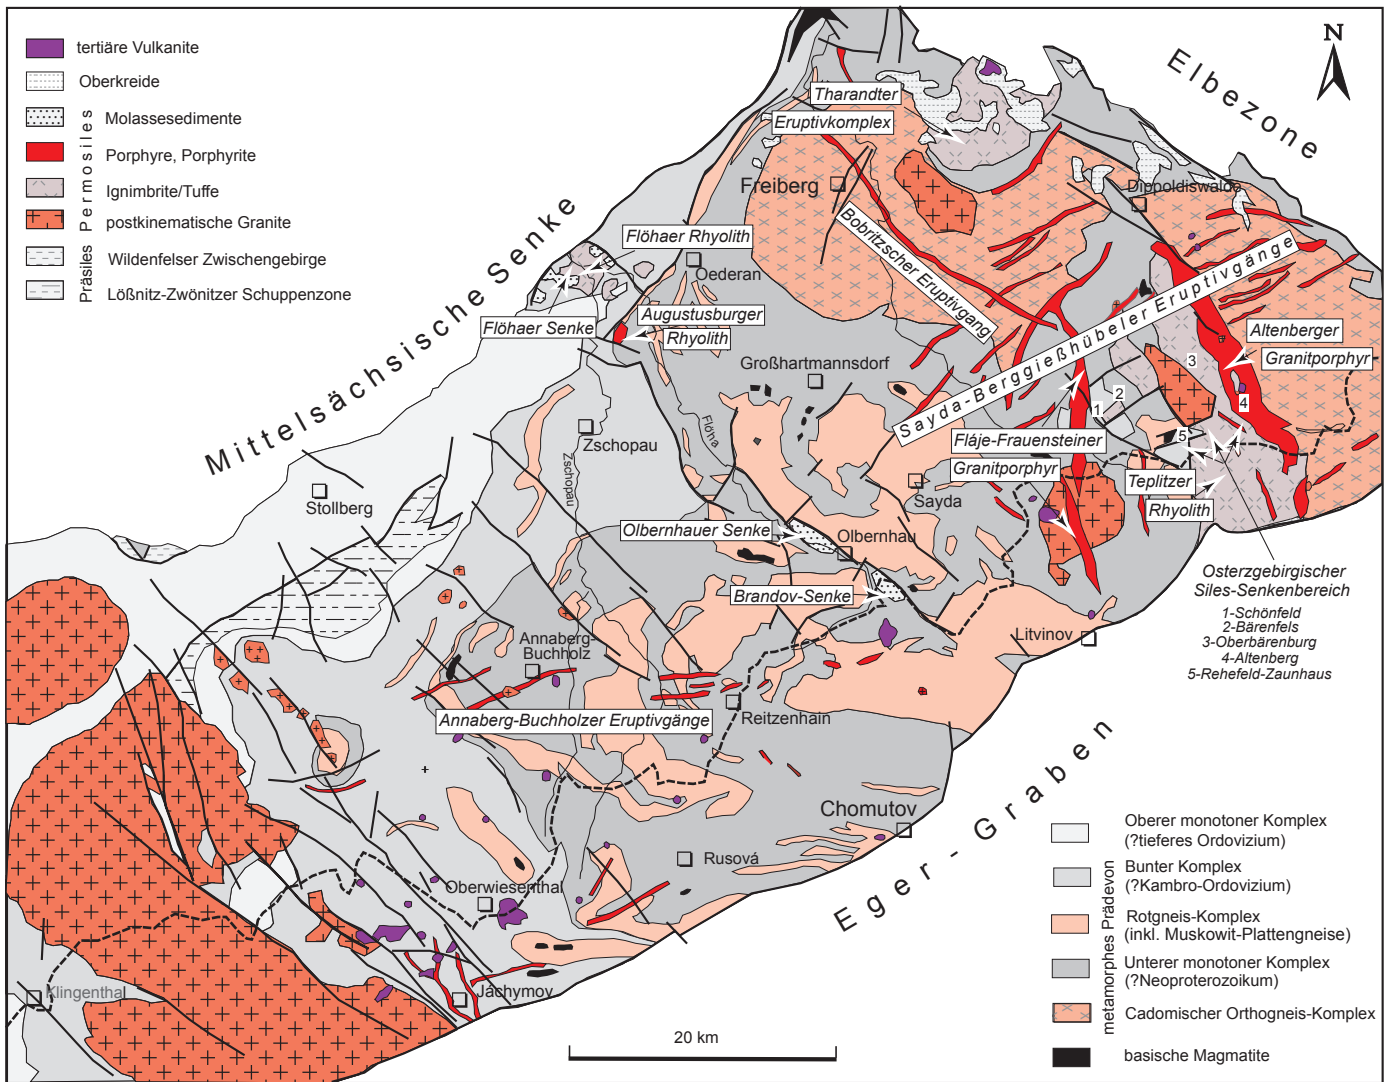 tertiäre Vulkanite
Oberkreide
Molassesedimente
Porphyre, Porphyrite
Ignimbrite/Tuffe
postkinematische Granite
Permosiles
Wildenfelser Zwischengebirge
Lößnitz-Zwönitzer Schuppenzone
Präsiles
N
Elbezone
Mittelsächsische Senke
Eger-Graben
Tharandter
Eruptivkomplex
Freiberg
Dippoldiswalde
Bobritzscher Eruptivgang
Flöhaer Rhyolith
Oederan
Augustusburger
Rhyolith
Flöhaer Senke
Sayda-Berggießhübeler Eruptivgänge
Altenberger
Granitporphyr
Großhartmannsdorf
3
2
1
4
5
Zschopau
Flöha
Zschopau
Fláje-Frauensteiner
Granitporphyr
Teplitzer
Rhyolith
Stollberg
Sayda
Olbernhauer Senke
Olbernhau
Brandov-Senke
Osterzgebirgischer
Siles-Senkenbereich
1-Schönfeld
2-Bärenfels
3-Oberbärenburg
4-Altenberg
5-Rehefeld-Zaunhaus
Litvinov
Annaberg-
Buchholz
Annaberg-Buchholzer Eruptivgänge
Reitzenhain
Chomutov
Rusová
Oberwiesenthal
Klingenthal
Jáchymov
20 km
metamorphes Prädevon
Oberer monotoner Komplex
(?tieferes Ordovizium)
Bunter Komplex
(?Kambro-Ordovizium)
Rotgneis-Komplex
(inkl. Muskowit-Plattengneise)
Unterer monotoner Komplex
(?Neoproterozoikum)
Cadomischer Orthogneis-Komplex
basische Magmatite